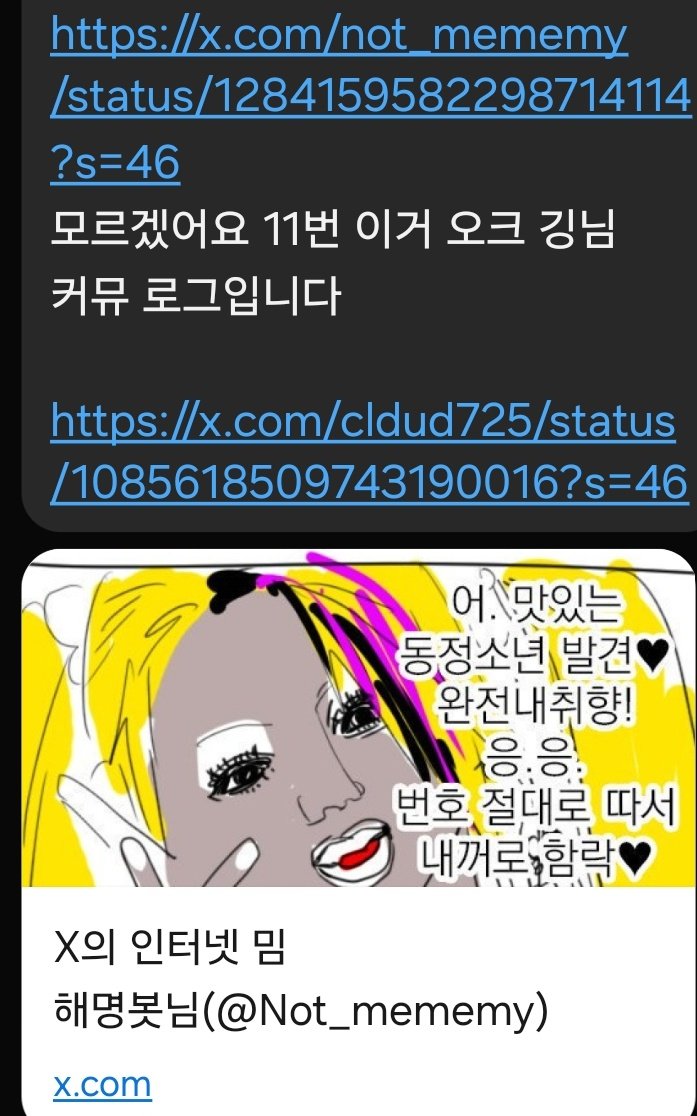 https://x.com/not_mememy
/status/1284159582298714114
?s=46
모르겠어요 11번 이거 오크 깅님
커뮤 로그입니다
https://x.com/cldud725/status
/1085618509743190016?s=46
어. 맛있는
동정소년 발견♥
완전내취향!
응.응.
번호 절대로 따서
내꺼로 함락♥
X의 인터넷 밈
해명봇님(@Not_mememy)
x.com